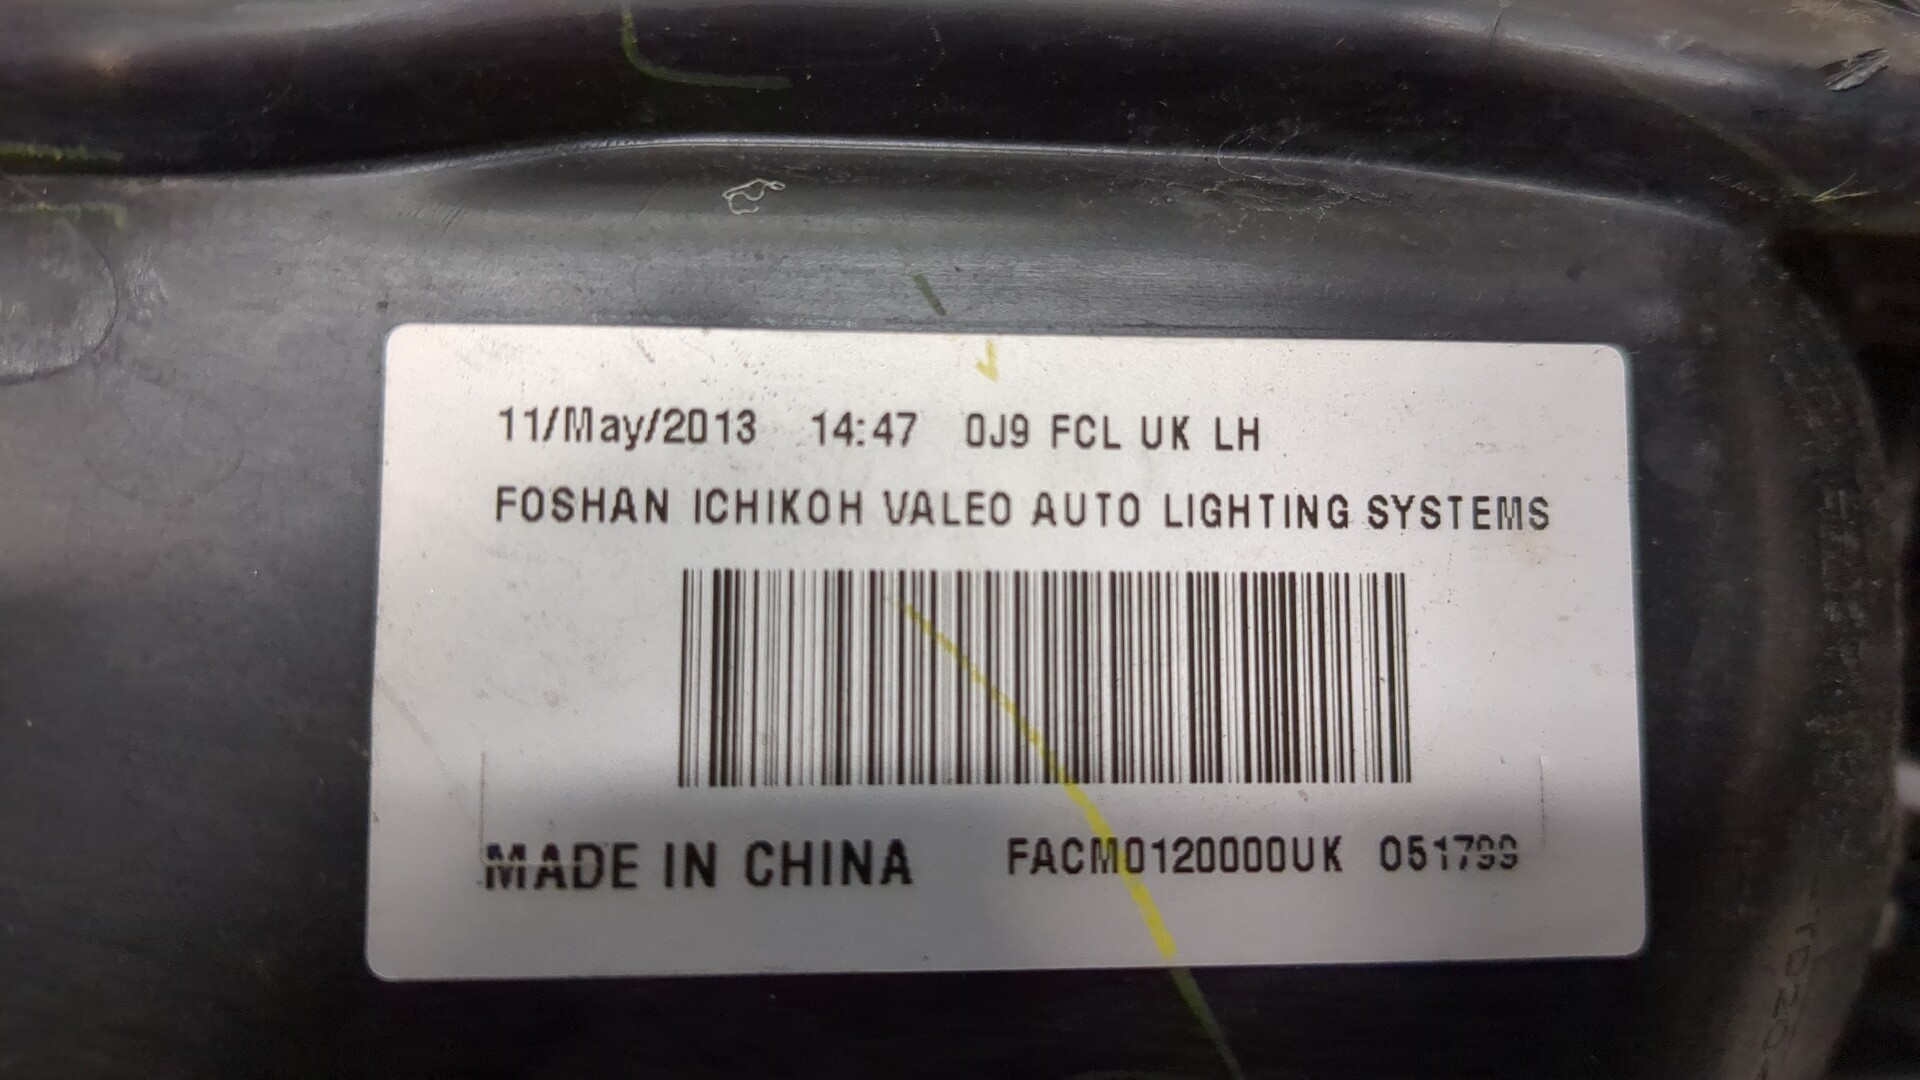 11/May/2013 14:47 0J9 FCL UK LH
FOSHAN ICHIKOH VALEO AUTO LIGHTING SYSTEMS
MADE IN CHINA FACM0120000UK 051799